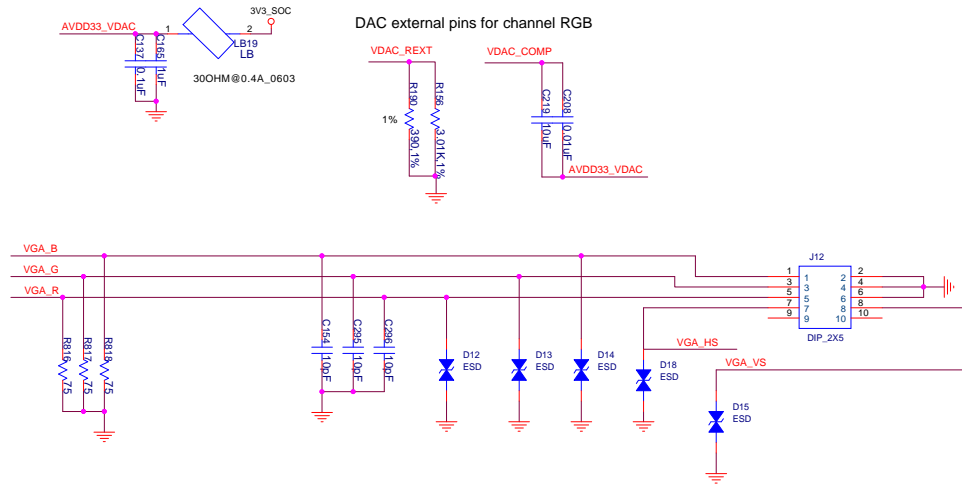 3V3_SOC
DAC external pins for channel RGB
AVDD33_VDAC
1
2
LB19
LB
C137
0.1uF
C165
1uF
30OHM@0.4A_0603
VDAC_REXT
VDAC_COMP
R190
1%
390,1%
R156
3.01K,1%
C219
10uF
C208
0.01uF
AVDD33_VDAC
VGA_B
VGA_G
VGA_R
J12
1
3
5
7
9
1
3
5
7
9
2
4
6
8
10
2
4
6
8
10
DIP_2X5
R816
75
R817
75
R818
75
C154
10pF
C295
10pF
C296
10pF
D12
ESD
D13
ESD
D14
ESD
VGA_HS
D18
ESD
VGA_VS
D15
ESD